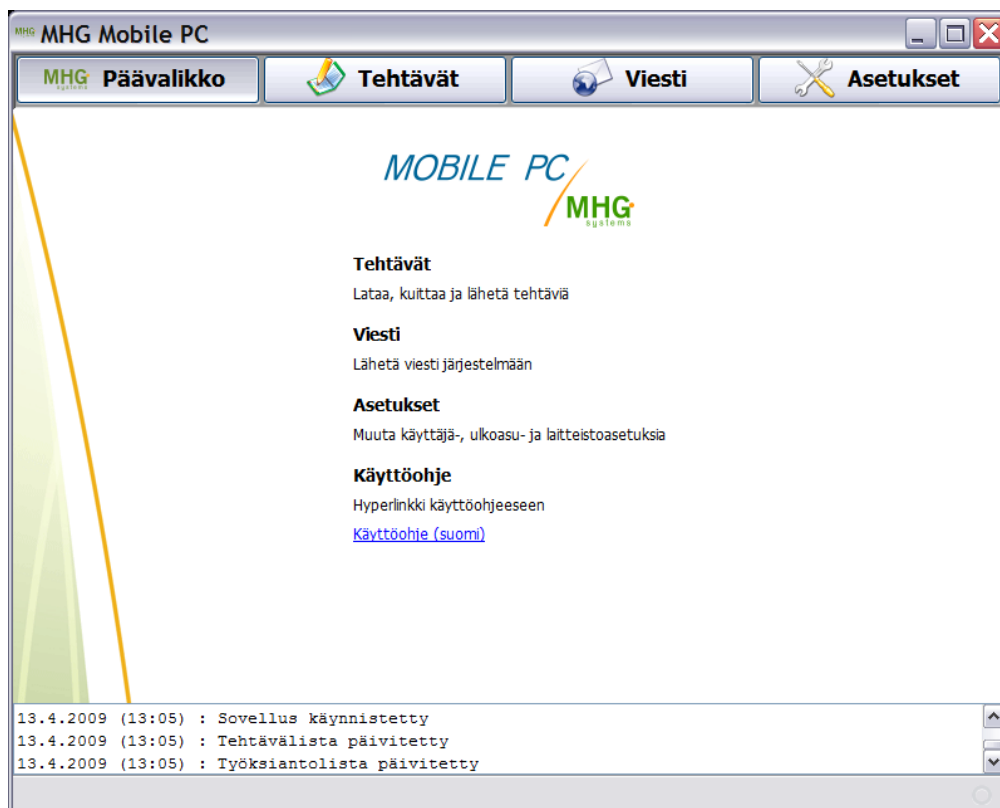 MHG MHG Mobile PC
MHG systems Päävalikko Tehtävät Viesti Asetukset
MOBILE PC
MHG
systems
Tehtävät
Lataa, kuittaa ja lähetä tehtäviä
Viesti
Lähetä viesti järjestelmään
Asetukset
Muuta käyttäjä-, ulkoasu- ja laitteistoasetuksia
Käyttöohje
Hyperlinkki käyttöohjeeseen
Käyttöohje (suomi)
13.4.2009 (13:05) : Sovellus käynnistetty
13.4.2009 (13:05) : Tehtävälista päivitetty
13.4.2009 (13:05) : Työksiantolista päivitetty